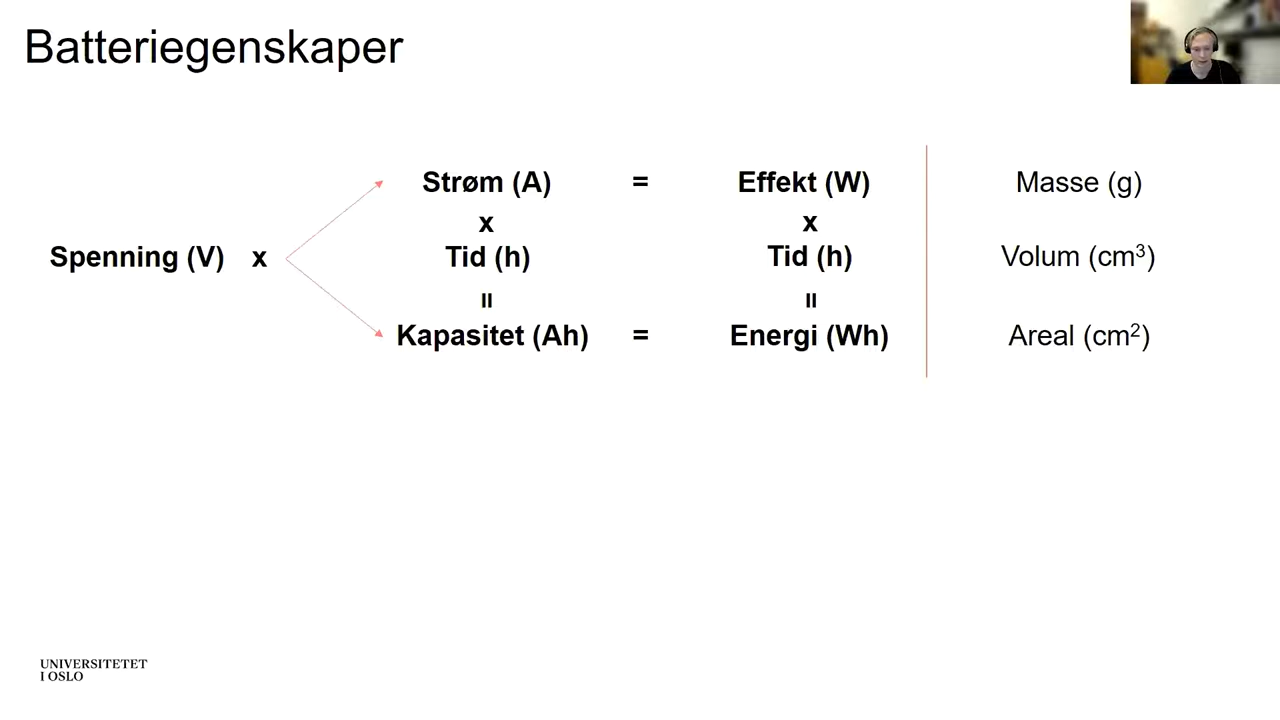 Batteriegenskaper
Strøm (A) = Effekt (W) Masse (g)
x x
Spenning (V) x Tid (h) Tid (h) Volum (cm³)
= =
Kapasitet (Ah) = Energi (Wh) Areal (cm²)
UNIVERSITETET
I OSLO